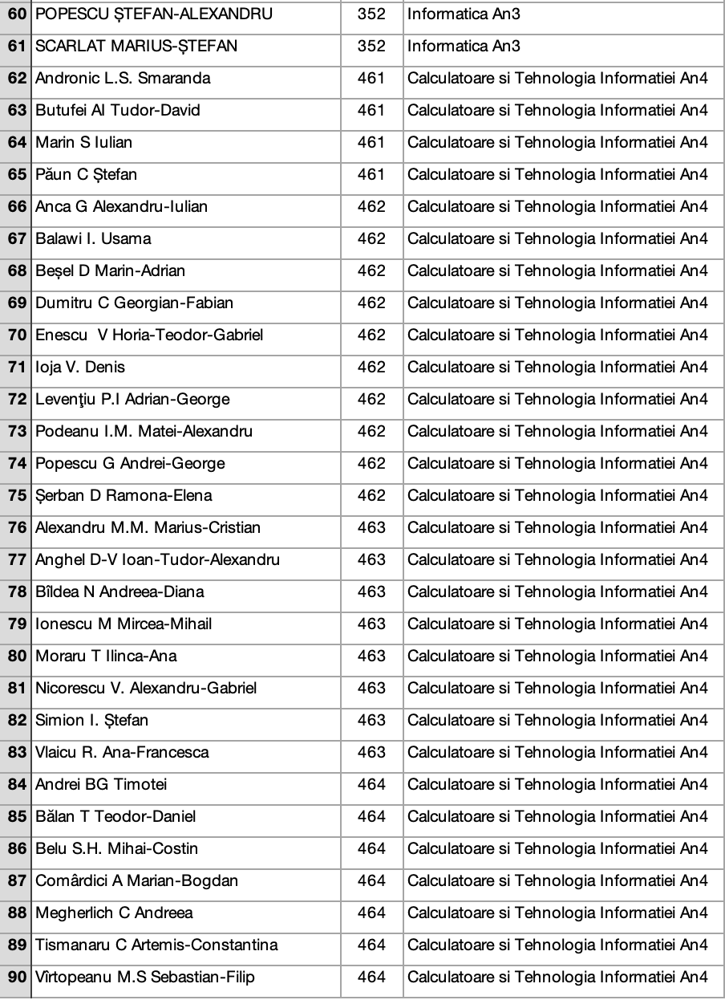 60 POPESCU ȘTEFAN-ALEXANDRU 352 Informatica An3
61 SCARLAT MARIUS-ȘTEFAN 352 Informatica An3
62 Andronic L.S. Smaranda 461 Calculatoare si Tehnologia Informatiei An4
63 Butufei Al Tudor-David 461 Calculatoare si Tehnologia Informatiei An4
64 Marin S Iulian 461 Calculatoare si Tehnologia Informatiei An4
65 Păun C Ștefan 461 Calculatoare si Tehnologia Informatiei An4
66 Anca G Alexandru-Iulian 462 Calculatoare si Tehnologia Informatiei An4
67 Balawi I. Usama 462 Calculatoare si Tehnologia Informatiei An4
68 Beșel D Marin-Adrian 462 Calculatoare si Tehnologia Informatiei An4
69 Dumitru C Georgian-Fabian 462 Calculatoare si Tehnologia Informatiei An4
70 Enescu  V Horia-Teodor-Gabriel 462 Calculatoare si Tehnologia Informatiei An4
71 Ioja V. Denis 462 Calculatoare si Tehnologia Informatiei An4
72 Levenţiu P.I Adrian-George 462 Calculatoare si Tehnologia Informatiei An4
73 Podeanu I.M. Matei-Alexandru 462 Calculatoare si Tehnologia Informatiei An4
74 Popescu G Andrei-George 462 Calculatoare si Tehnologia Informatiei An4
75 Șerban D Ramona-Elena 462 Calculatoare si Tehnologia Informatiei An4
76 Alexandru M.M. Marius-Cristian 463 Calculatoare si Tehnologia Informatiei An4
77 Anghel D-V Ioan-Tudor-Alexandru 463 Calculatoare si Tehnologia Informatiei An4
78 Bîldea N Andreea-Diana 463 Calculatoare si Tehnologia Informatiei An4
79 Ionescu M Mircea-Mihail 463 Calculatoare si Tehnologia Informatiei An4
80 Moraru T Ilinca-Ana 463 Calculatoare si Tehnologia Informatiei An4
81 Nicorescu V. Alexandru-Gabriel 463 Calculatoare si Tehnologia Informatiei An4
82 Simion I. Ștefan 463 Calculatoare si Tehnologia Informatiei An4
83 Vlaicu R. Ana-Francesca 463 Calculatoare si Tehnologia Informatiei An4
84 Andrei BG Timotei 464 Calculatoare si Tehnologia Informatiei An4
85 Bălan T Teodor-Daniel 464 Calculatoare si Tehnologia Informatiei An4
86 Belu S.H. Mihai-Costin 464 Calculatoare si Tehnologia Informatiei An4
87 Comârdici A Marian-Bogdan 464 Calculatoare si Tehnologia Informatiei An4
88 Megherlich C Andreea 464 Calculatoare si Tehnologia Informatiei An4
89 Tismanaru C Artemis-Constantina 464 Calculatoare si Tehnologia Informatiei An4
90 Vîrtopeanu M.S Sebastian-Filip 464 Calculatoare si Tehnologia Informatiei An4